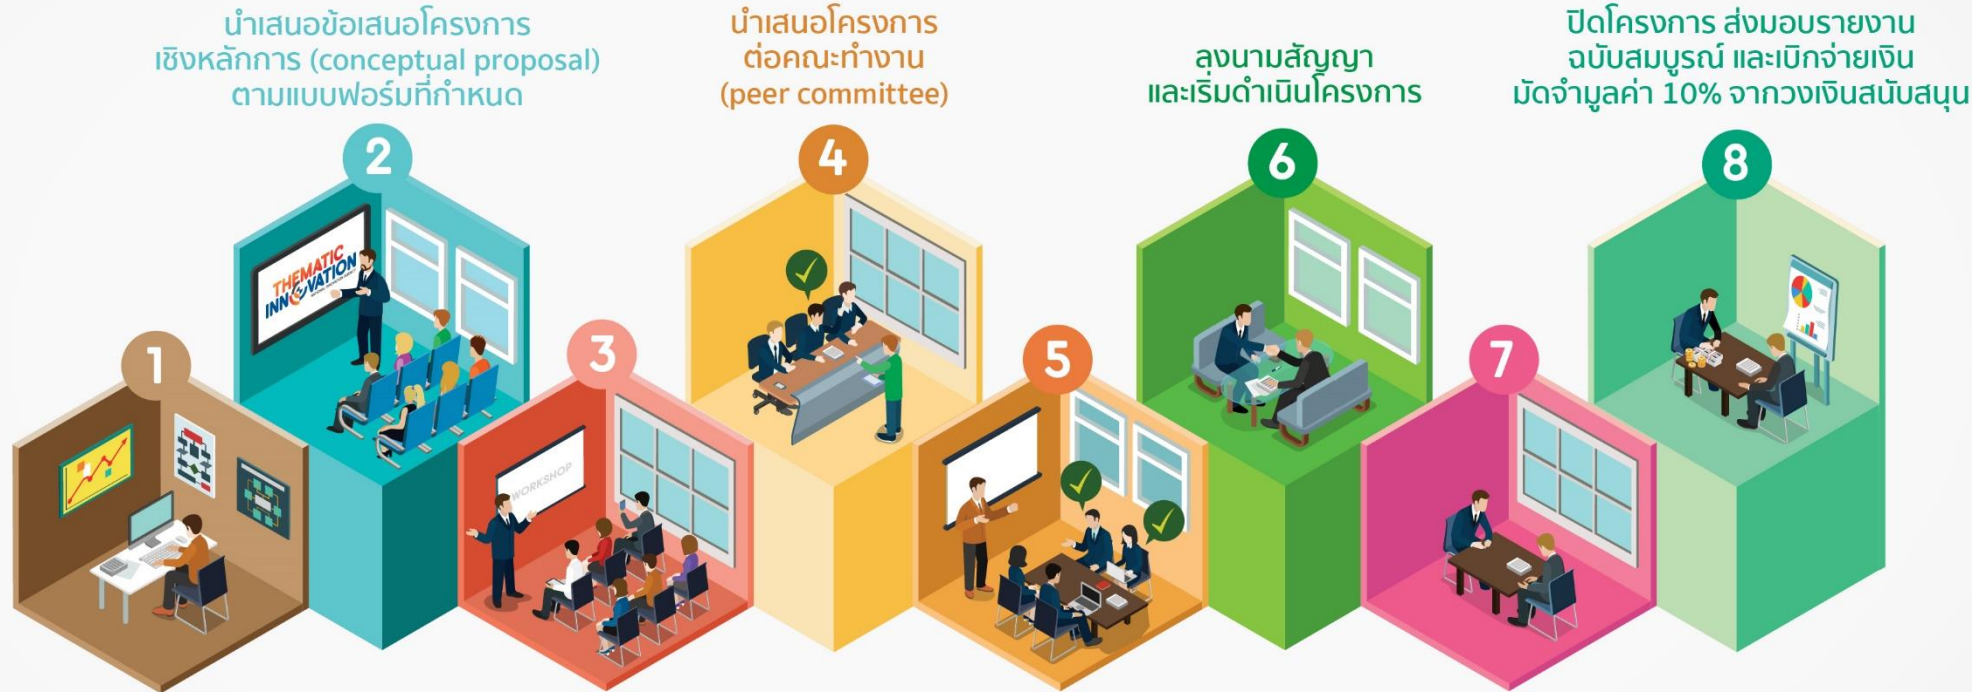 นำเสนอข้อเสนอโครงการ
เชิงหลักการ (conceptual proposal)
ตามแบบฟอร์มที่กำหนด
นำเสนอโครงการ
ต่อคณะทำงาน
(peer committee)
ลงนามสัญญา
และเริ่มดำเนินโครงการ
ปิดโครงการ ส่งมอบรายงาน
ฉบับสมบูรณ์ และเบิกจ่ายเงิน
มัดจำมูลค่า 10% จากวงเงินสนับสนุน
2
4
6
8
THEMATIC
INNOVATION
1
3
5
7
WORKSHOP